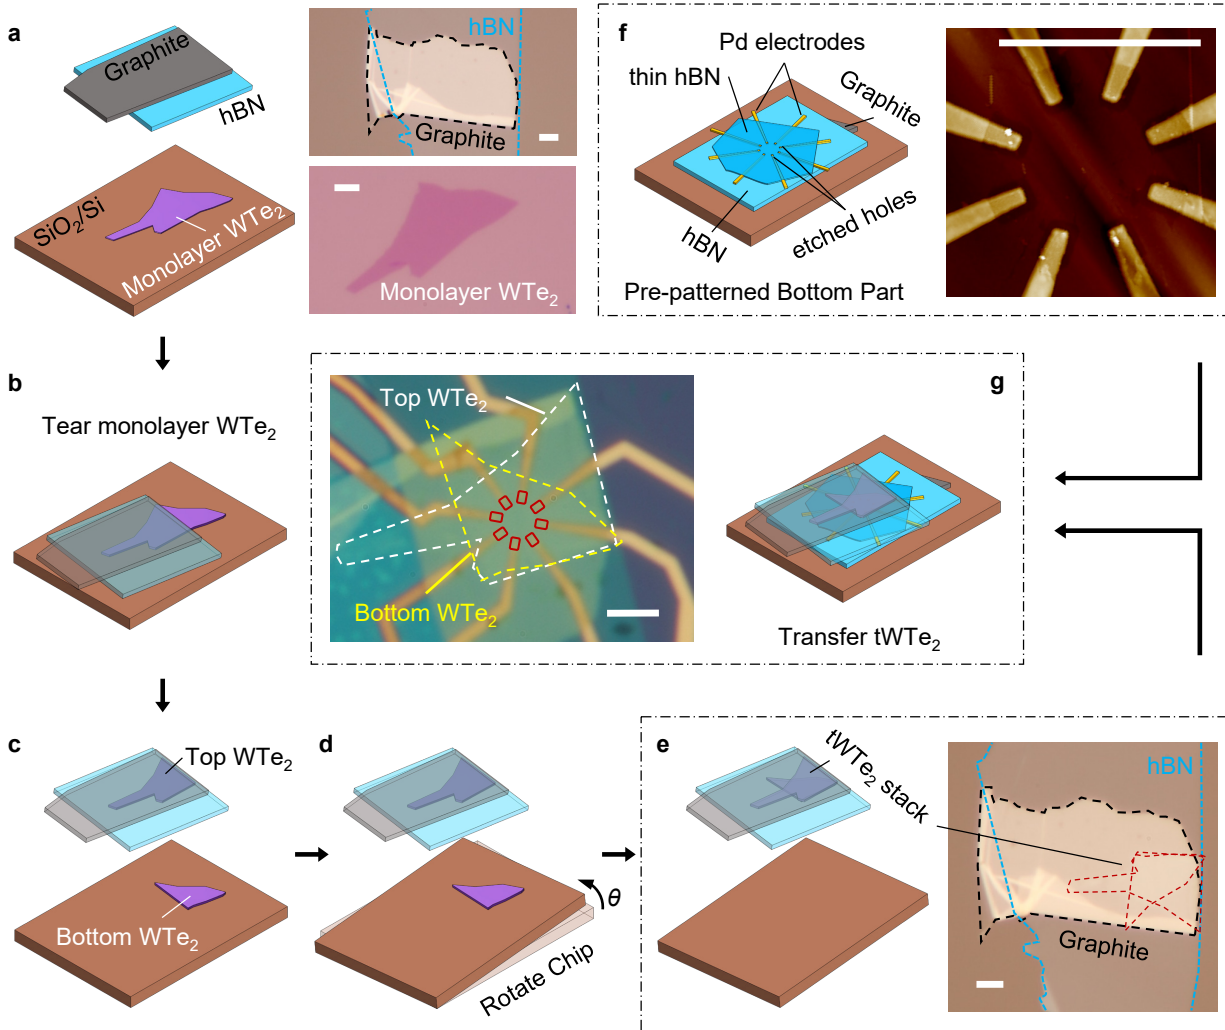 a
Graphite
hBN
SiO₂/Si
Monolayer WTe₂
hBN
Graphite
Monolayer WTe₂
f
Pd electrodes
thin hBN
Graphite
hBN
etched holes
Pre-patterned Bottom Part
b
Tear monolayer WTe₂
Top WTe₂
Bottom WTe₂
g
Transfer tWTe₂
c
Top WTe₂
Bottom WTe₂
d
θ
Rotate Chip
e
tWTe₂ stack
hBN
Graphite